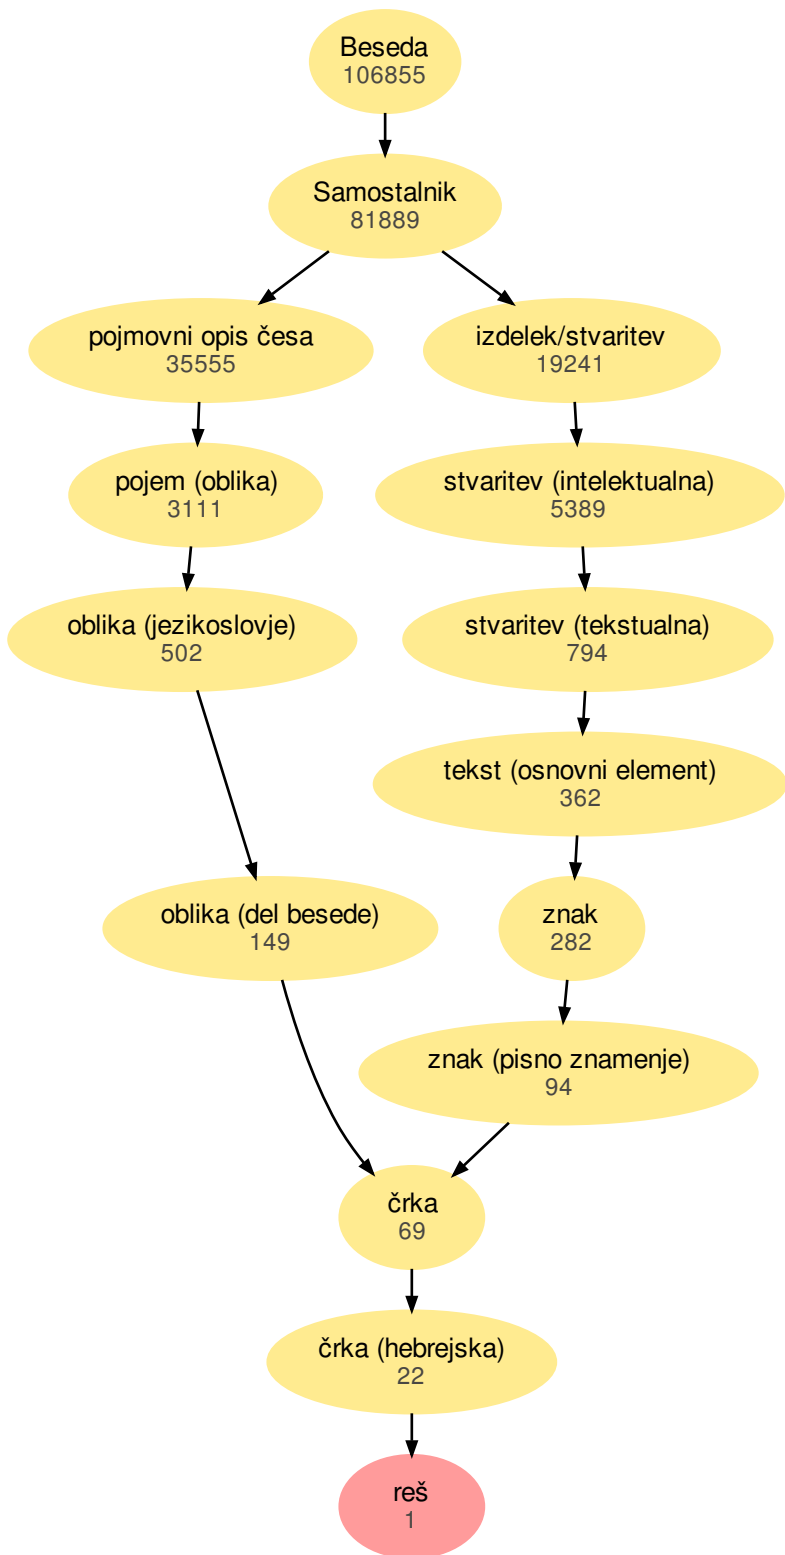 Beseda
106855
Samostalnik
81889
pojmovni opis česa
35555
izdelek/stvaritev
19241
pojem (oblika)
3111
stvaritev (intelektualna)
5389
oblika (jezikoslovje)
502
stvaritev (tekstualna)
794
tekst (osnovni element)
362
oblika (del besede)
149
znak
282
znak (pisno znamenje)
94
črka
69
črka (hebrejska)
22
reš
1